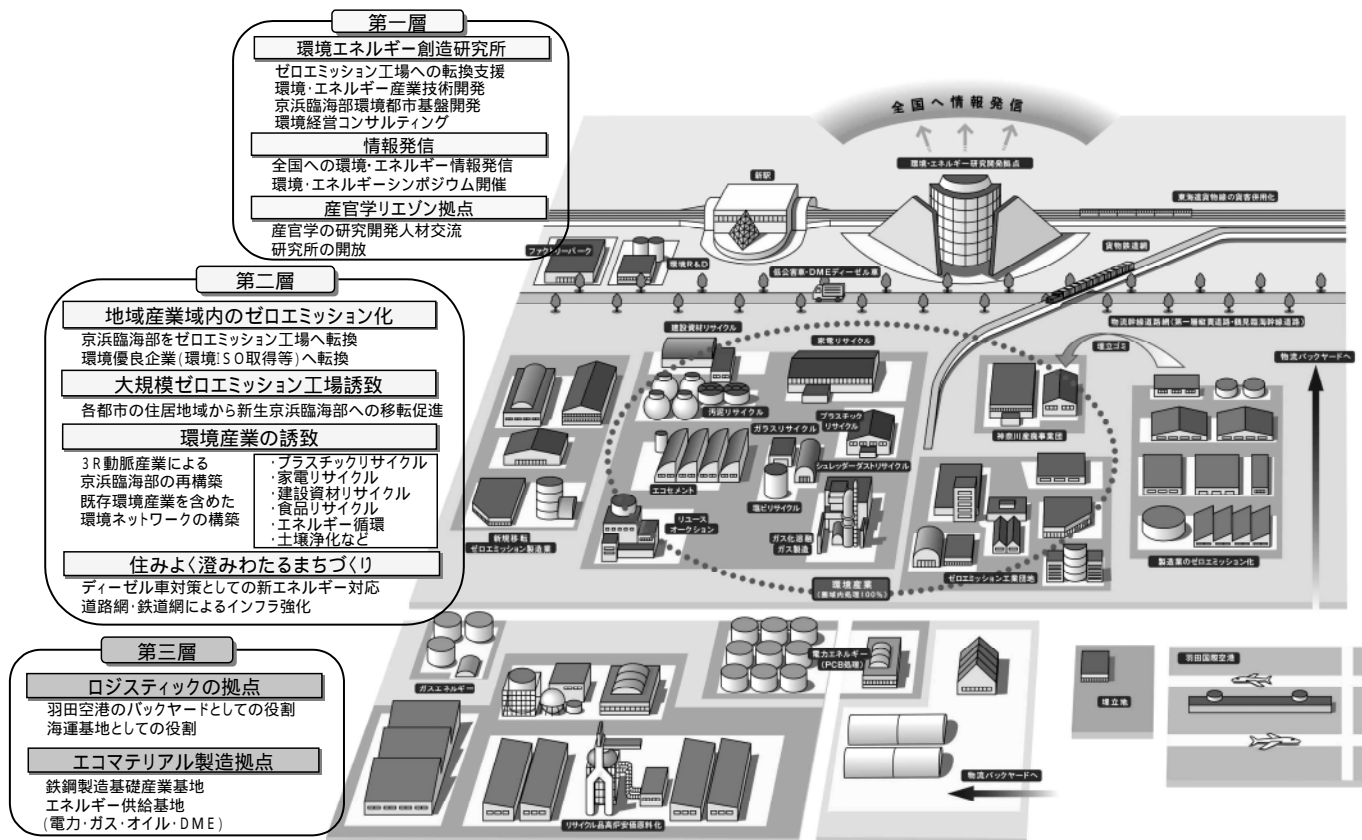 第一層
環境エネルギー創造研究所
ゼロエミッション工場への転換支援
環境・エネルギー産業技術開発
京浜臨海部環境都市基盤開発
環境経営コンサルティング
情報発信
全国への環境・エネルギー情報発信
環境・エネルギーシンポジウム開催
産官学リエゾン拠点
産官学の研究開発人材交流
研究所の開放
第二層
地域産業域内のゼロエミッション化
京浜臨海部をゼロエミッション工場へ転換
環境優良企業(環境ISO取得等)へ転換
大規模ゼロエミッション工場誘致
各都市の住居地域から新生京浜臨海部への移転促進
環境産業の誘致
3R動脈産業による
京浜臨海部の再構築
既存環境産業を含めた
環境ネットワークの構築
・プラスチックリサイクル
・家電リサイクル
・建設資材リサイクル
・食品リサイクル
・エネルギー循環
・土壌浄化など
住みよく澄みわたるまちづくり
ディーゼル車対策としての新エネルギー対応
道路網・鉄道網によるインフラ強化
第三層
ロジスティックの拠点
羽田空港のバックヤードとしての役割
海運基地としての役割
エコマテリアル製造拠点
鉄鋼製造基礎産業基地
エネルギー供給基地
(電力・ガス・オイル・DME)
全国へ情報発信
環境・エネルギー研究開発拠点
新駅
東海道貨物線の貨客併用化
ファクトリーパーク
環境R&D
貨物鉄道網
低公害車・DMEディーゼル車
物流幹線道路網(第一層縦貫道路・鶴見臨海幹線道路)
建設資材リサイクル
家電リサイクル
埋立ゴミ
物流バックヤードへ
汚泥リサイクル
ガラスリサイクル
プラスチック
リサイクル
神奈川産廃事業団
エコセメント
シュレッダーダストリサイクル
塩ビリサイクル
リユース
オークション
ガス化溶融
ガス製造
新規移転
ゼロエミッション製造業
ゼロエミッション工業団地
製造業のゼロエミッション化
環境産業
(圏域内処理100%)
ガスエネルギー
電力エネルギー
(PCB処理)
埋立地
羽田国際空港
物流バックヤードへ
リサイクル品高炉安価原料化